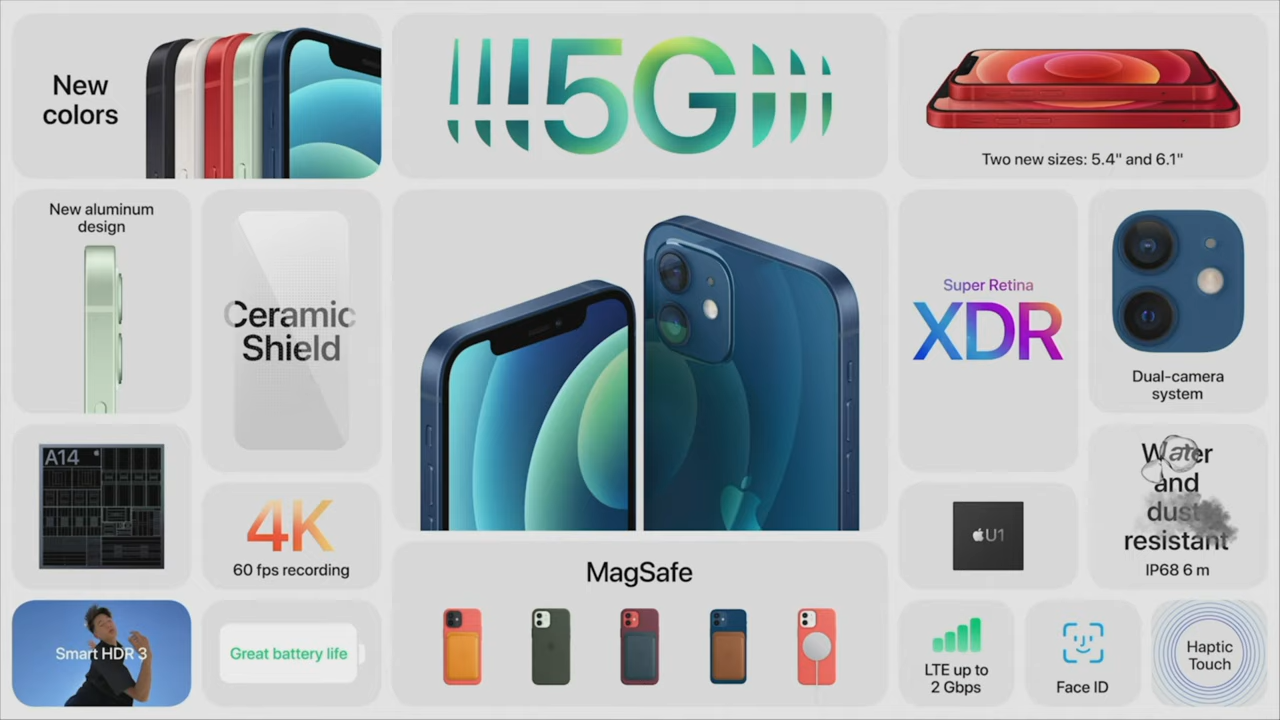 New
colors
5G
Two new sizes: 5.4" and 6.1"
New aluminum
design
Ceramic
Shield
Super Retina
XDR
Dual-camera
system
A14
4K
60 fps recording
MagSafe
U1
Water
and
dust
resistant
IP68 6 m
Smart HDR 3
Great battery life
LTE up to
2 Gbps
Face ID
Haptic
Touch